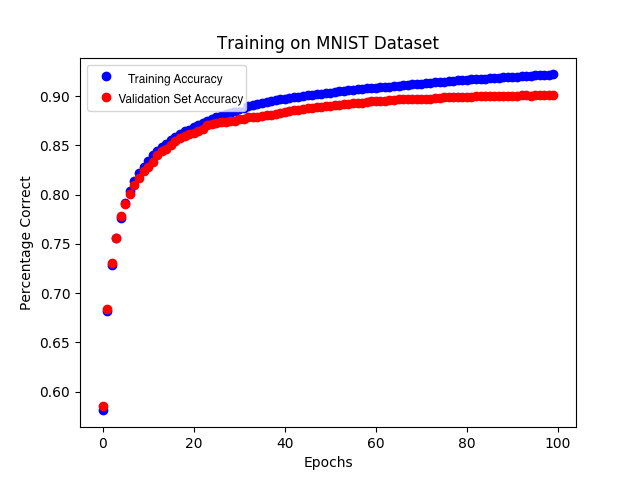 Training on MNIST Dataset
Training Accuracy
Validation Set Accuracy
Percentage Correct
0.90
0.85
0.80
0.75
0.70
0.65
0.60
0 20 40 60 80 100
Epochs